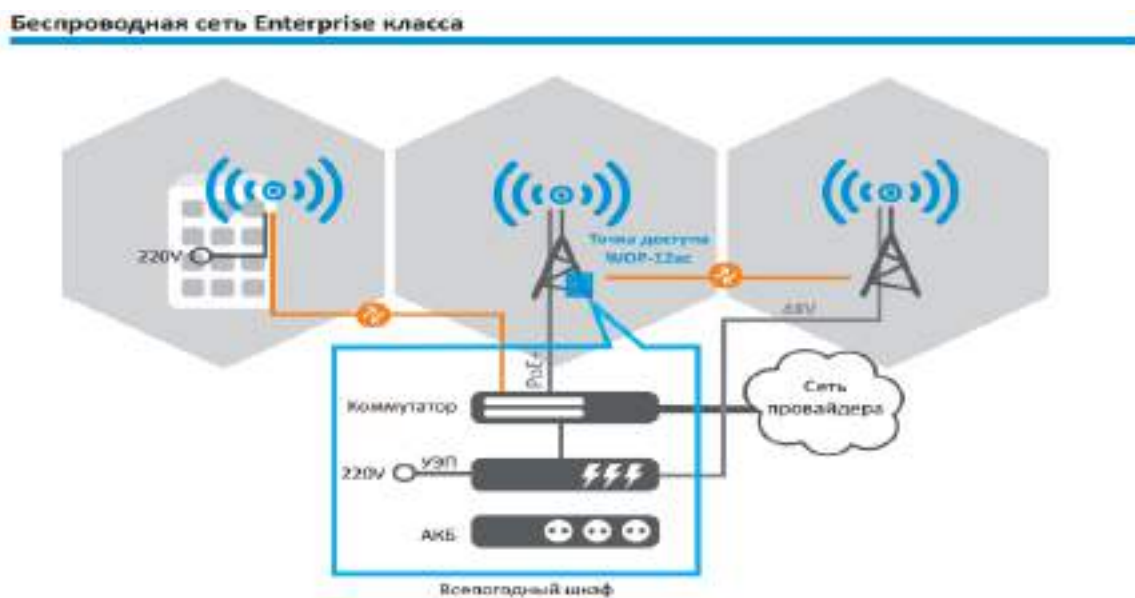 Беспроводная сеть Enterprise класса
220V
Точка доступа
WOP-12ac
48V
PoE+
Коммутатор
Сеть
провайдера
220V
УЭП
АКБ
Всепогодный шкаф